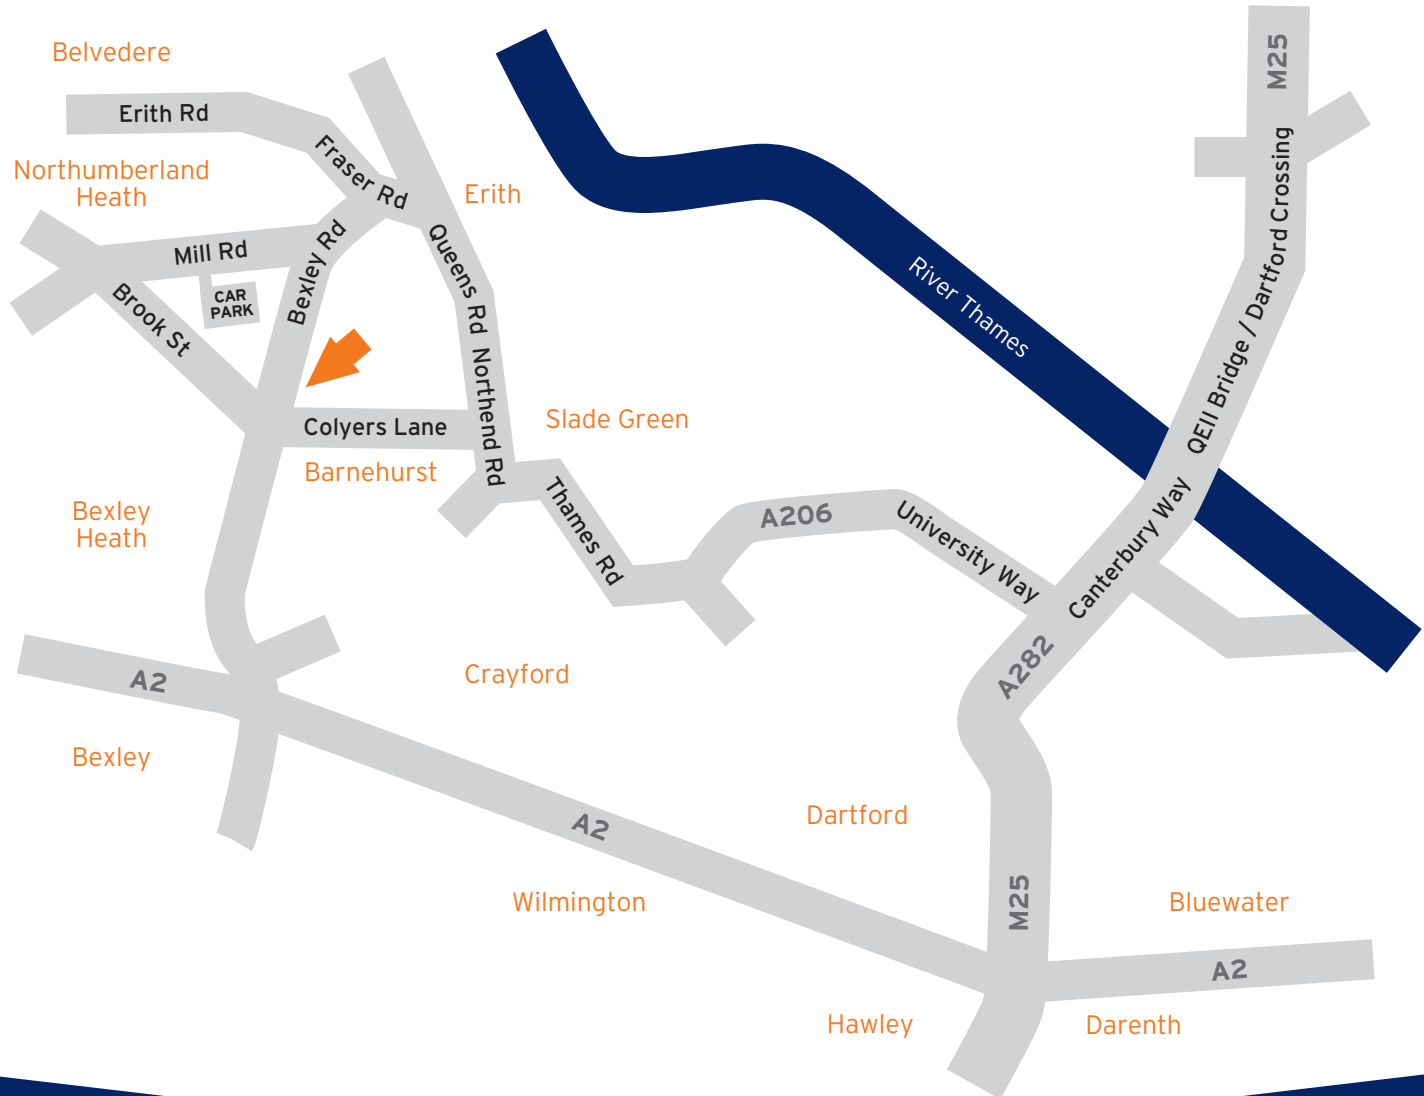 Belvedere
M25
Erith Rd
Fraser Rd
Northumberland
Heath
Erith
Mill Rd
Bexley Rd
Queens Rd
CAR
PARK
Brook St
River Thames
QEII Bridge / Dartford Crossing
Northend Rd
Colyers Lane
Slade Green
Barnehurst
Bexley
Heath
Thames Rd
A206
University Way
Canterbury Way
A282
A2
Crayford
Bexley
A2
Dartford
Wilmington
M25
Bluewater
A2
Hawley
Darenth